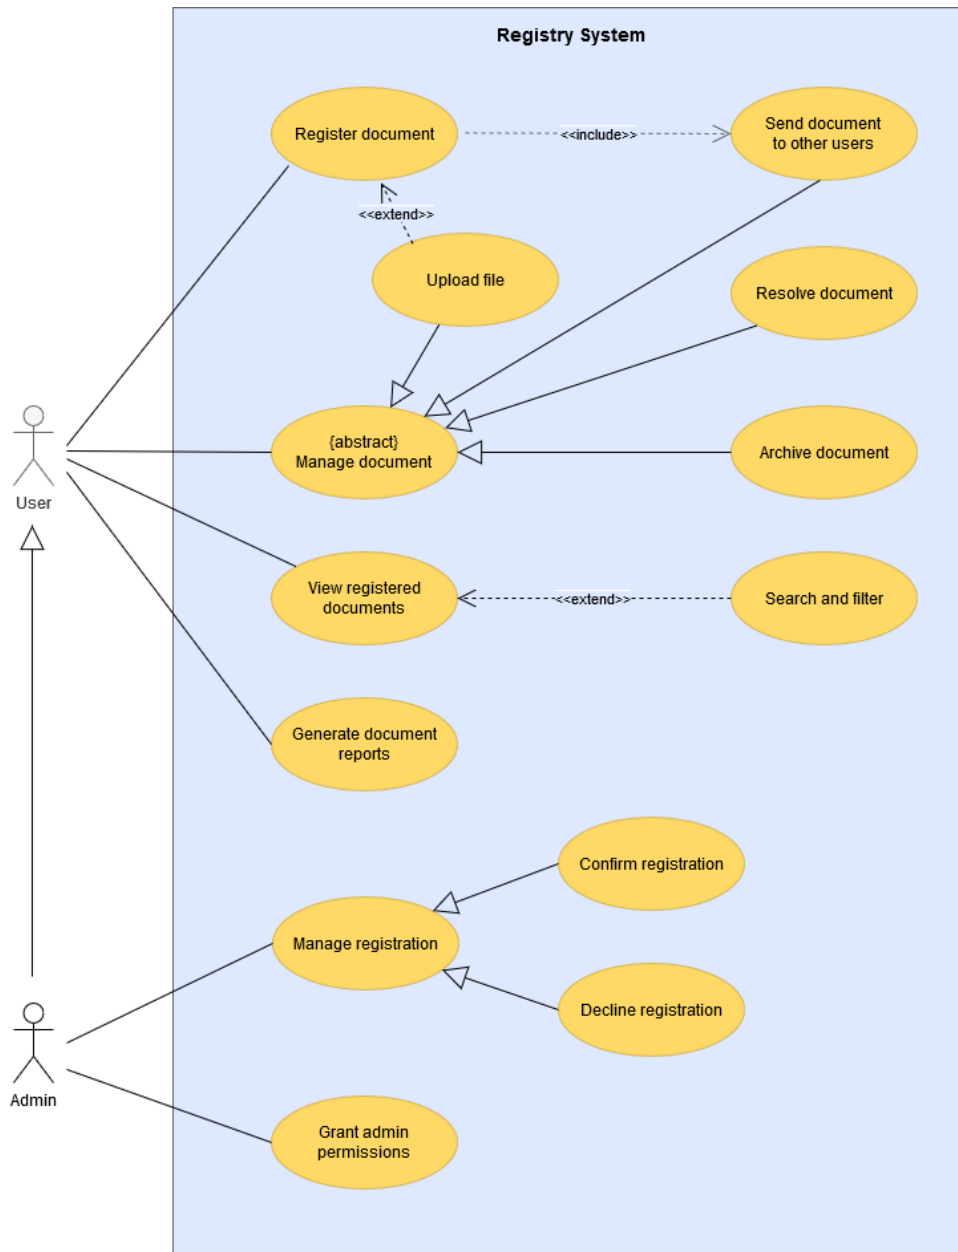 Registry System
Register document
<<include>>
Send document
to other users
<<extend>>
Upload file
Resolve document
{abstract}
Manage document
Archive document
User
View registered
documents
<<extend>>
Search and filter
Generate document
reports
Confirm registration
Manage registration
Decline registration
Admin
Grant admin
permissions